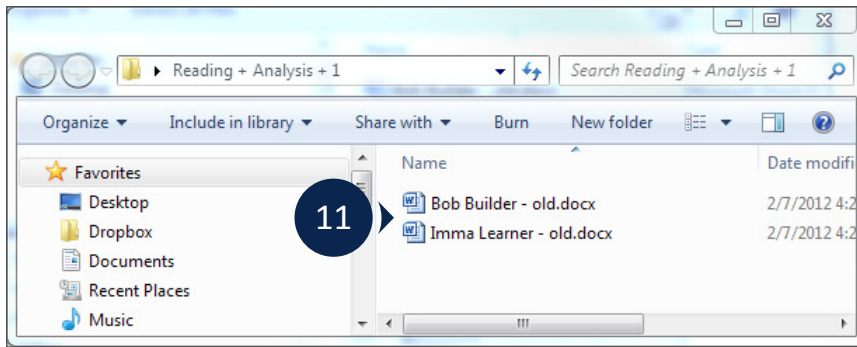 Reading + Analysis + 1
Search Reading + Analysis + 1
Organize Include in library Share with Burn New folder
Favorites
Desktop
Dropbox
Documents
Recent Places
Music
11
Name Date modifi
Bob Builder - old.docx 2/7/2012 4:2
Imma Learner - old.docx 2/7/2012 4:2